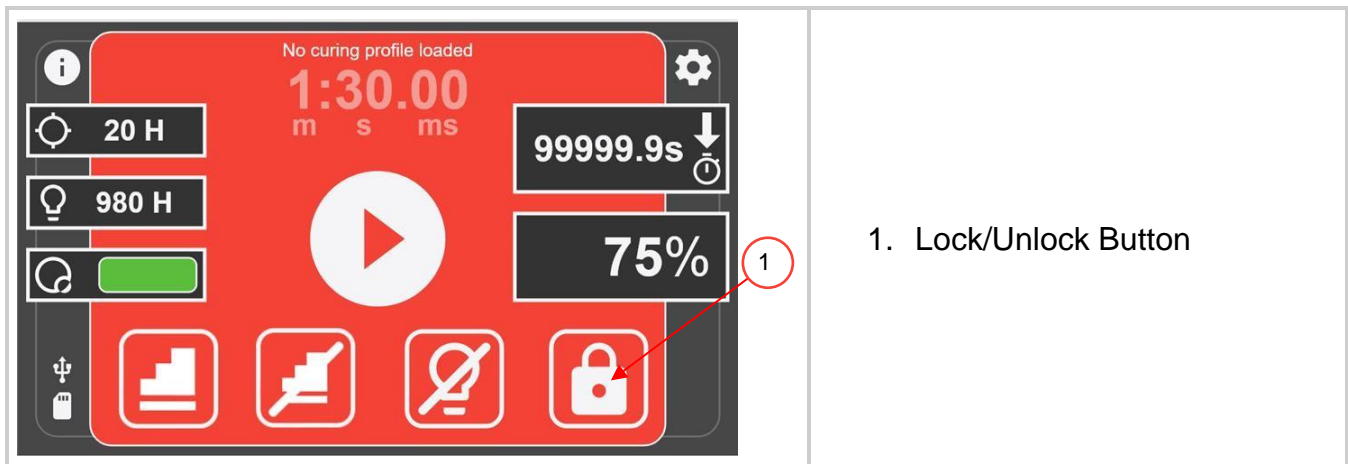 No curing profile loaded
1:30.00
m s ms
20 H
99999.9s
980 H
75%
1
1. Lock/Unlock Button